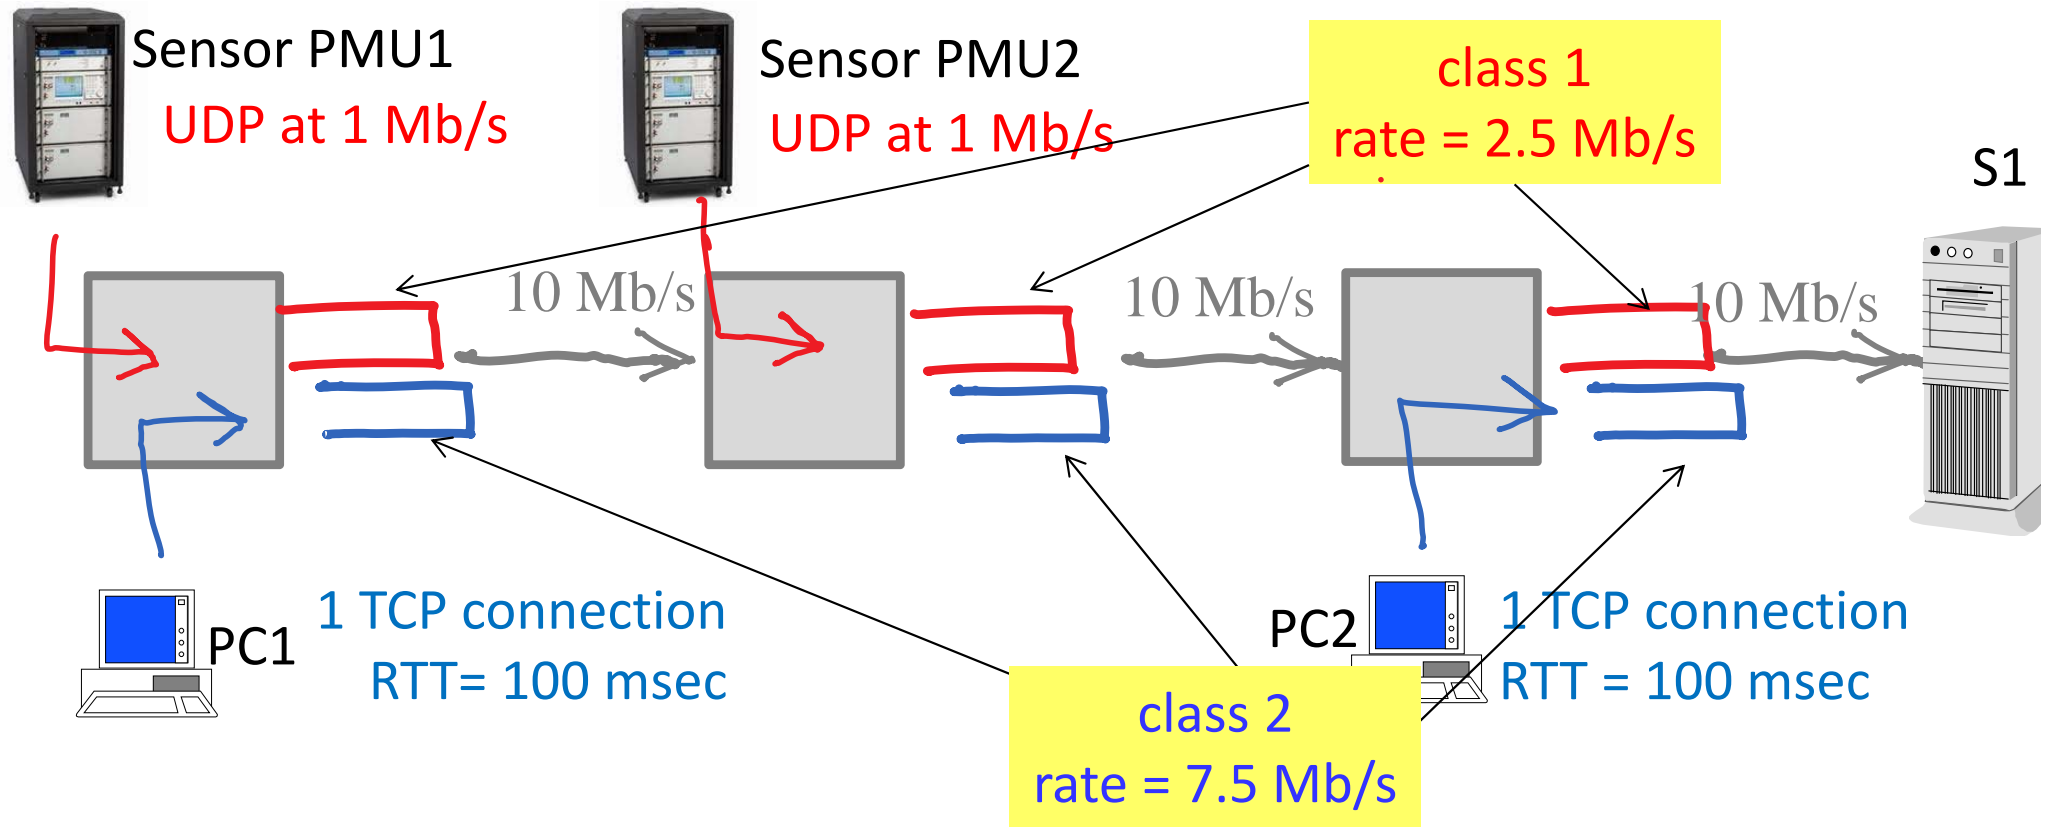 Sensor PMU1
UDP at 1 Mb/s
Sensor PMU2
UDP at 1 Mb/s
class 1
rate = 2.5 Mb/s
S1
10 Mb/s
10 Mb/s
10 Mb/s
PC1
1 TCP connection
RTT= 100 msec
PC2
1 TCP connection
RTT = 100 msec
class 2
rate = 7.5 Mb/s